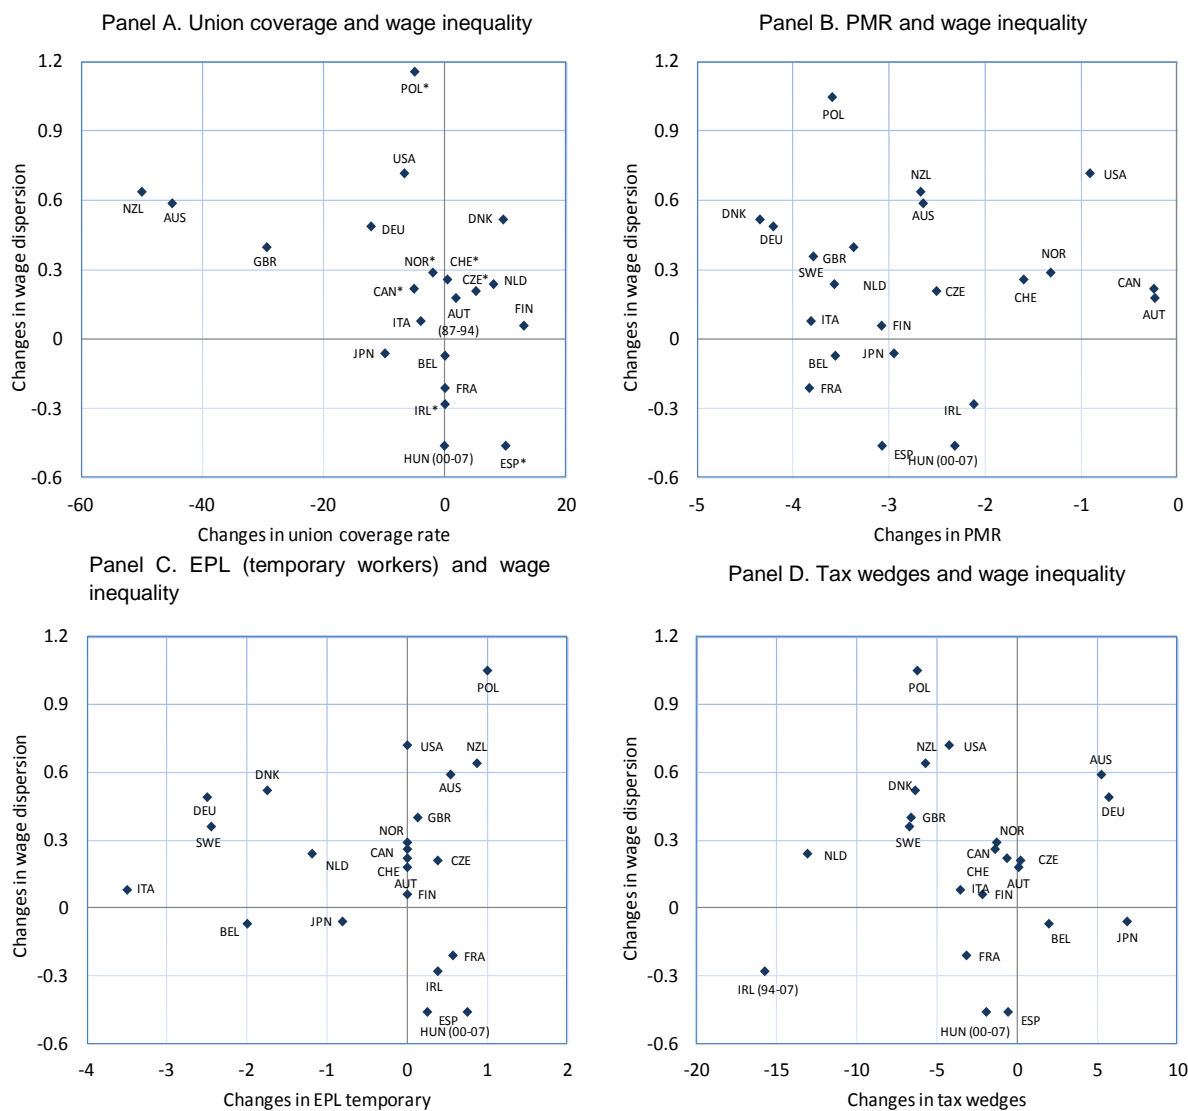 Panel A. Union coverage and wage inequality
1.2
POL*
0.9
USA
Changes in wage dispersion
0.6
NZL
AUS
DNK
DEU
GBR
0.3
NOR*
CHE*
CZE*
NLD
CAN*
AUT
(87-94)
FIN
ITA
0
JPN
BEL
FRA
-0.3
IRL*
HUN (00-07)
ESP*
-0.6
-60
-40
-20
0
20
Changes in union coverage rate
Panel B. PMR and wage inequality
1.2
POL
0.9
USA
NZL
Changes in wage dispersion
0.6
AUS
DNK
DEU
GBR
SWE
NOR
0.3
NLD
CZE
CHE
CAN
AUT
ITA
FIN
0
BEL
JPN
FRA
-0.3
IRL
ESP
HUN (00-07)
-0.6
-5
-4
-3
-2
-1
0
Changes in PMR
Panel C. EPL (temporary workers) and wage
inequality
1.2
POL
0.9
USA
NZL
Changes in wage dispersion
0.6
DNK
AUS
DEU
GBR
SWE
NOR
0.3
CAN
NLD
CZE
CHE
AUT
ITA
FIN
0
BEL
JPN
FRA
-0.3
IRL
ESP
HUN (00-07)
-0.6
-4
-3
-2
-1
0
1
2
Changes in EPL temporary
Panel D. Tax wedges and wage inequality
1.2
POL
0.9
NZL
USA
AUS
Changes in wage dispersion
0.6
DNK
DEU
GBR
SWE
NOR
0.3
NLD
CAN
CZE
CHE
ITA
AUT
FIN
0
BEL
JPN
FRA
-0.3
IRL (94-07)
HUN (00-07)
ESP
-0.6
-20
-15
-10
-5
0
5
10
Changes in tax wedges